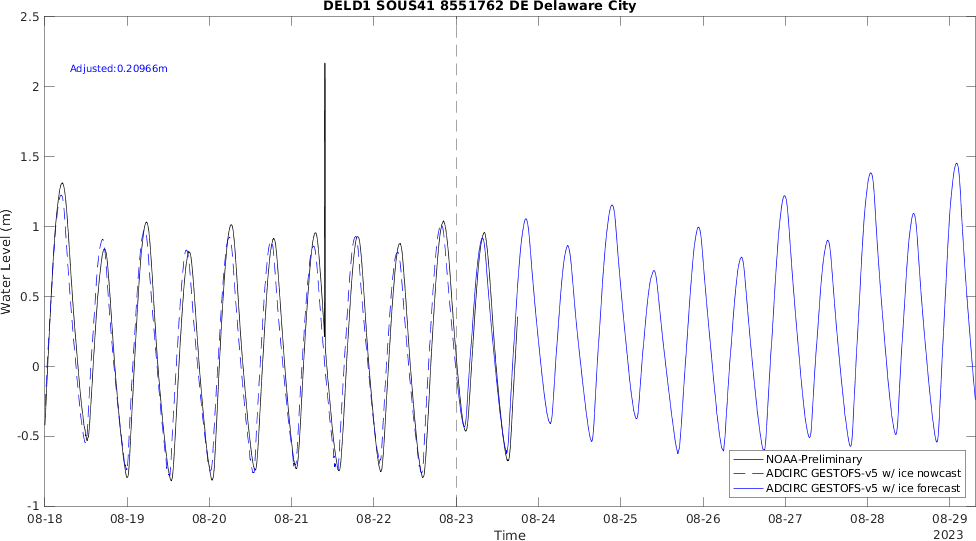 DELD1 SOUS41 8551762 DE Delaware City
2.5
Adjusted:0.20966m
2
1.5
1
0.5
0
-0.5
-1
Water Level (m)
NOAA-Preliminary
ADCIRC GESTOFS-v5 w/ ice nowcast
ADCIRC GESTOFS-v5 w/ ice forecast
08-18 08-19 08-20 08-21 08-22 08-23 08-24 08-25 08-26 08-27 08-28 08-29
Time
2023